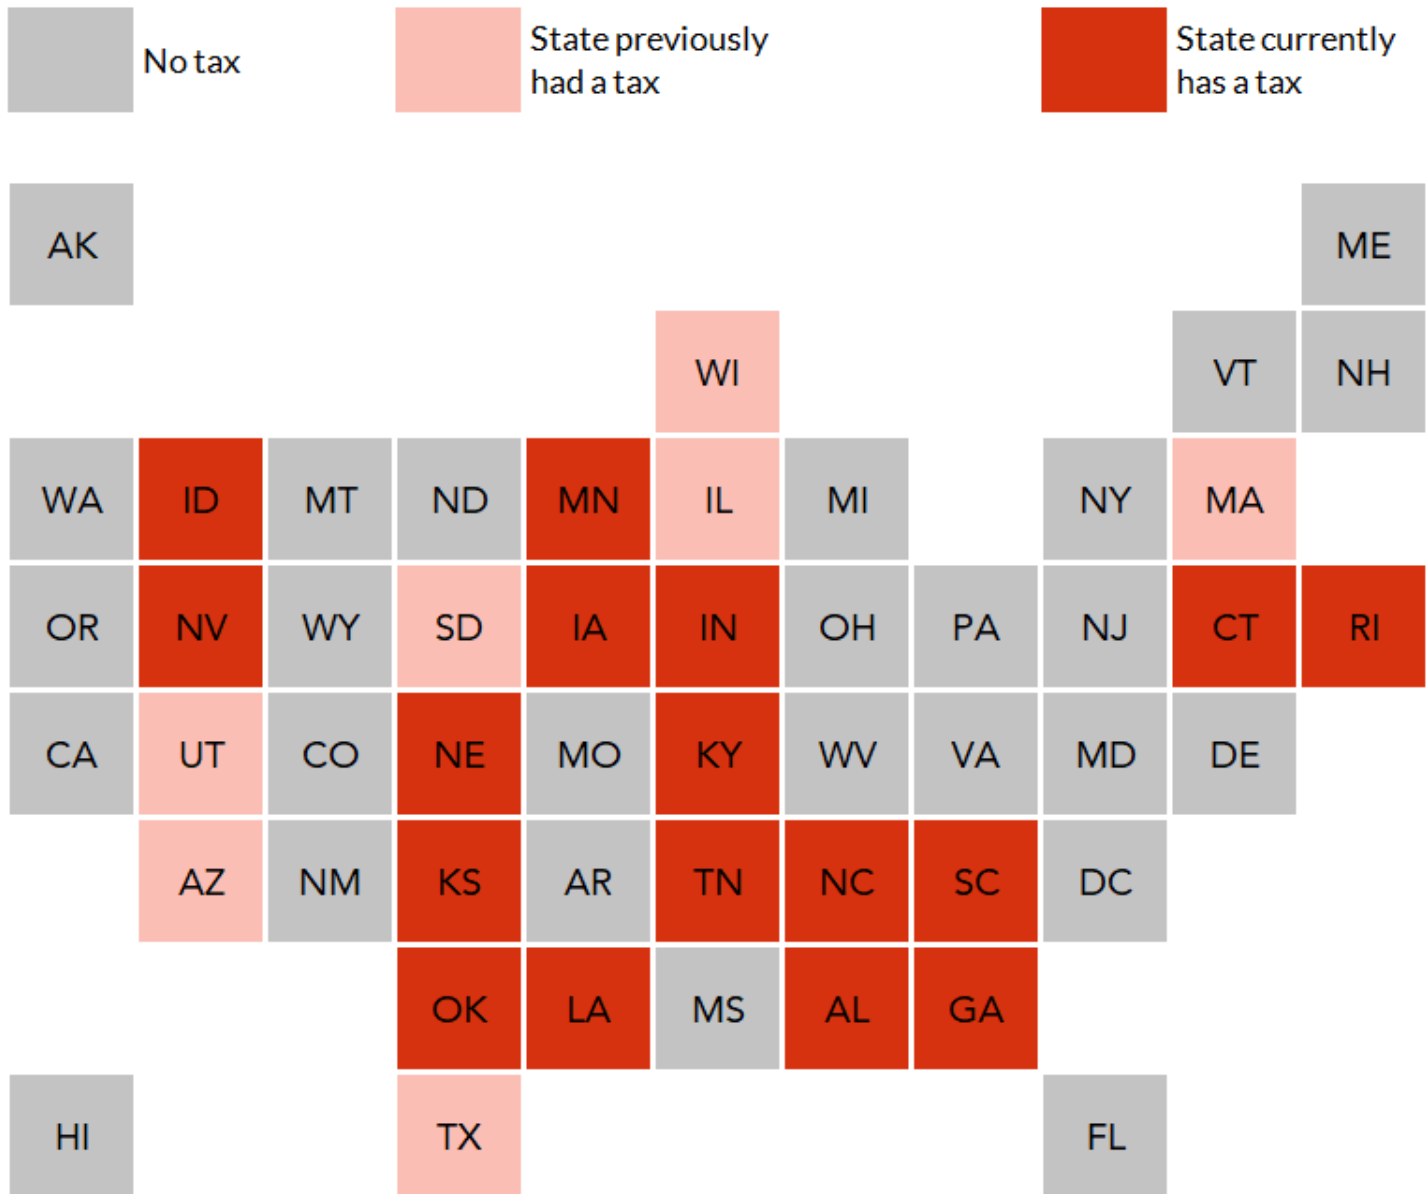 No tax
State previously
had a tax
State currently
has a tax
AK
ME
WI
VT
NH
WA
ID
MT
ND
MN
IL
MI
NY
MA
OR
NV
WY
SD
IA
IN
OH
PA
NJ
CT
RI
CA
UT
CO
NE
MO
KY
WV
VA
MD
DE
AZ
NM
KS
AR
TN
NC
SC
DC
OK
LA
MS
AL
GA
HI
TX
FL